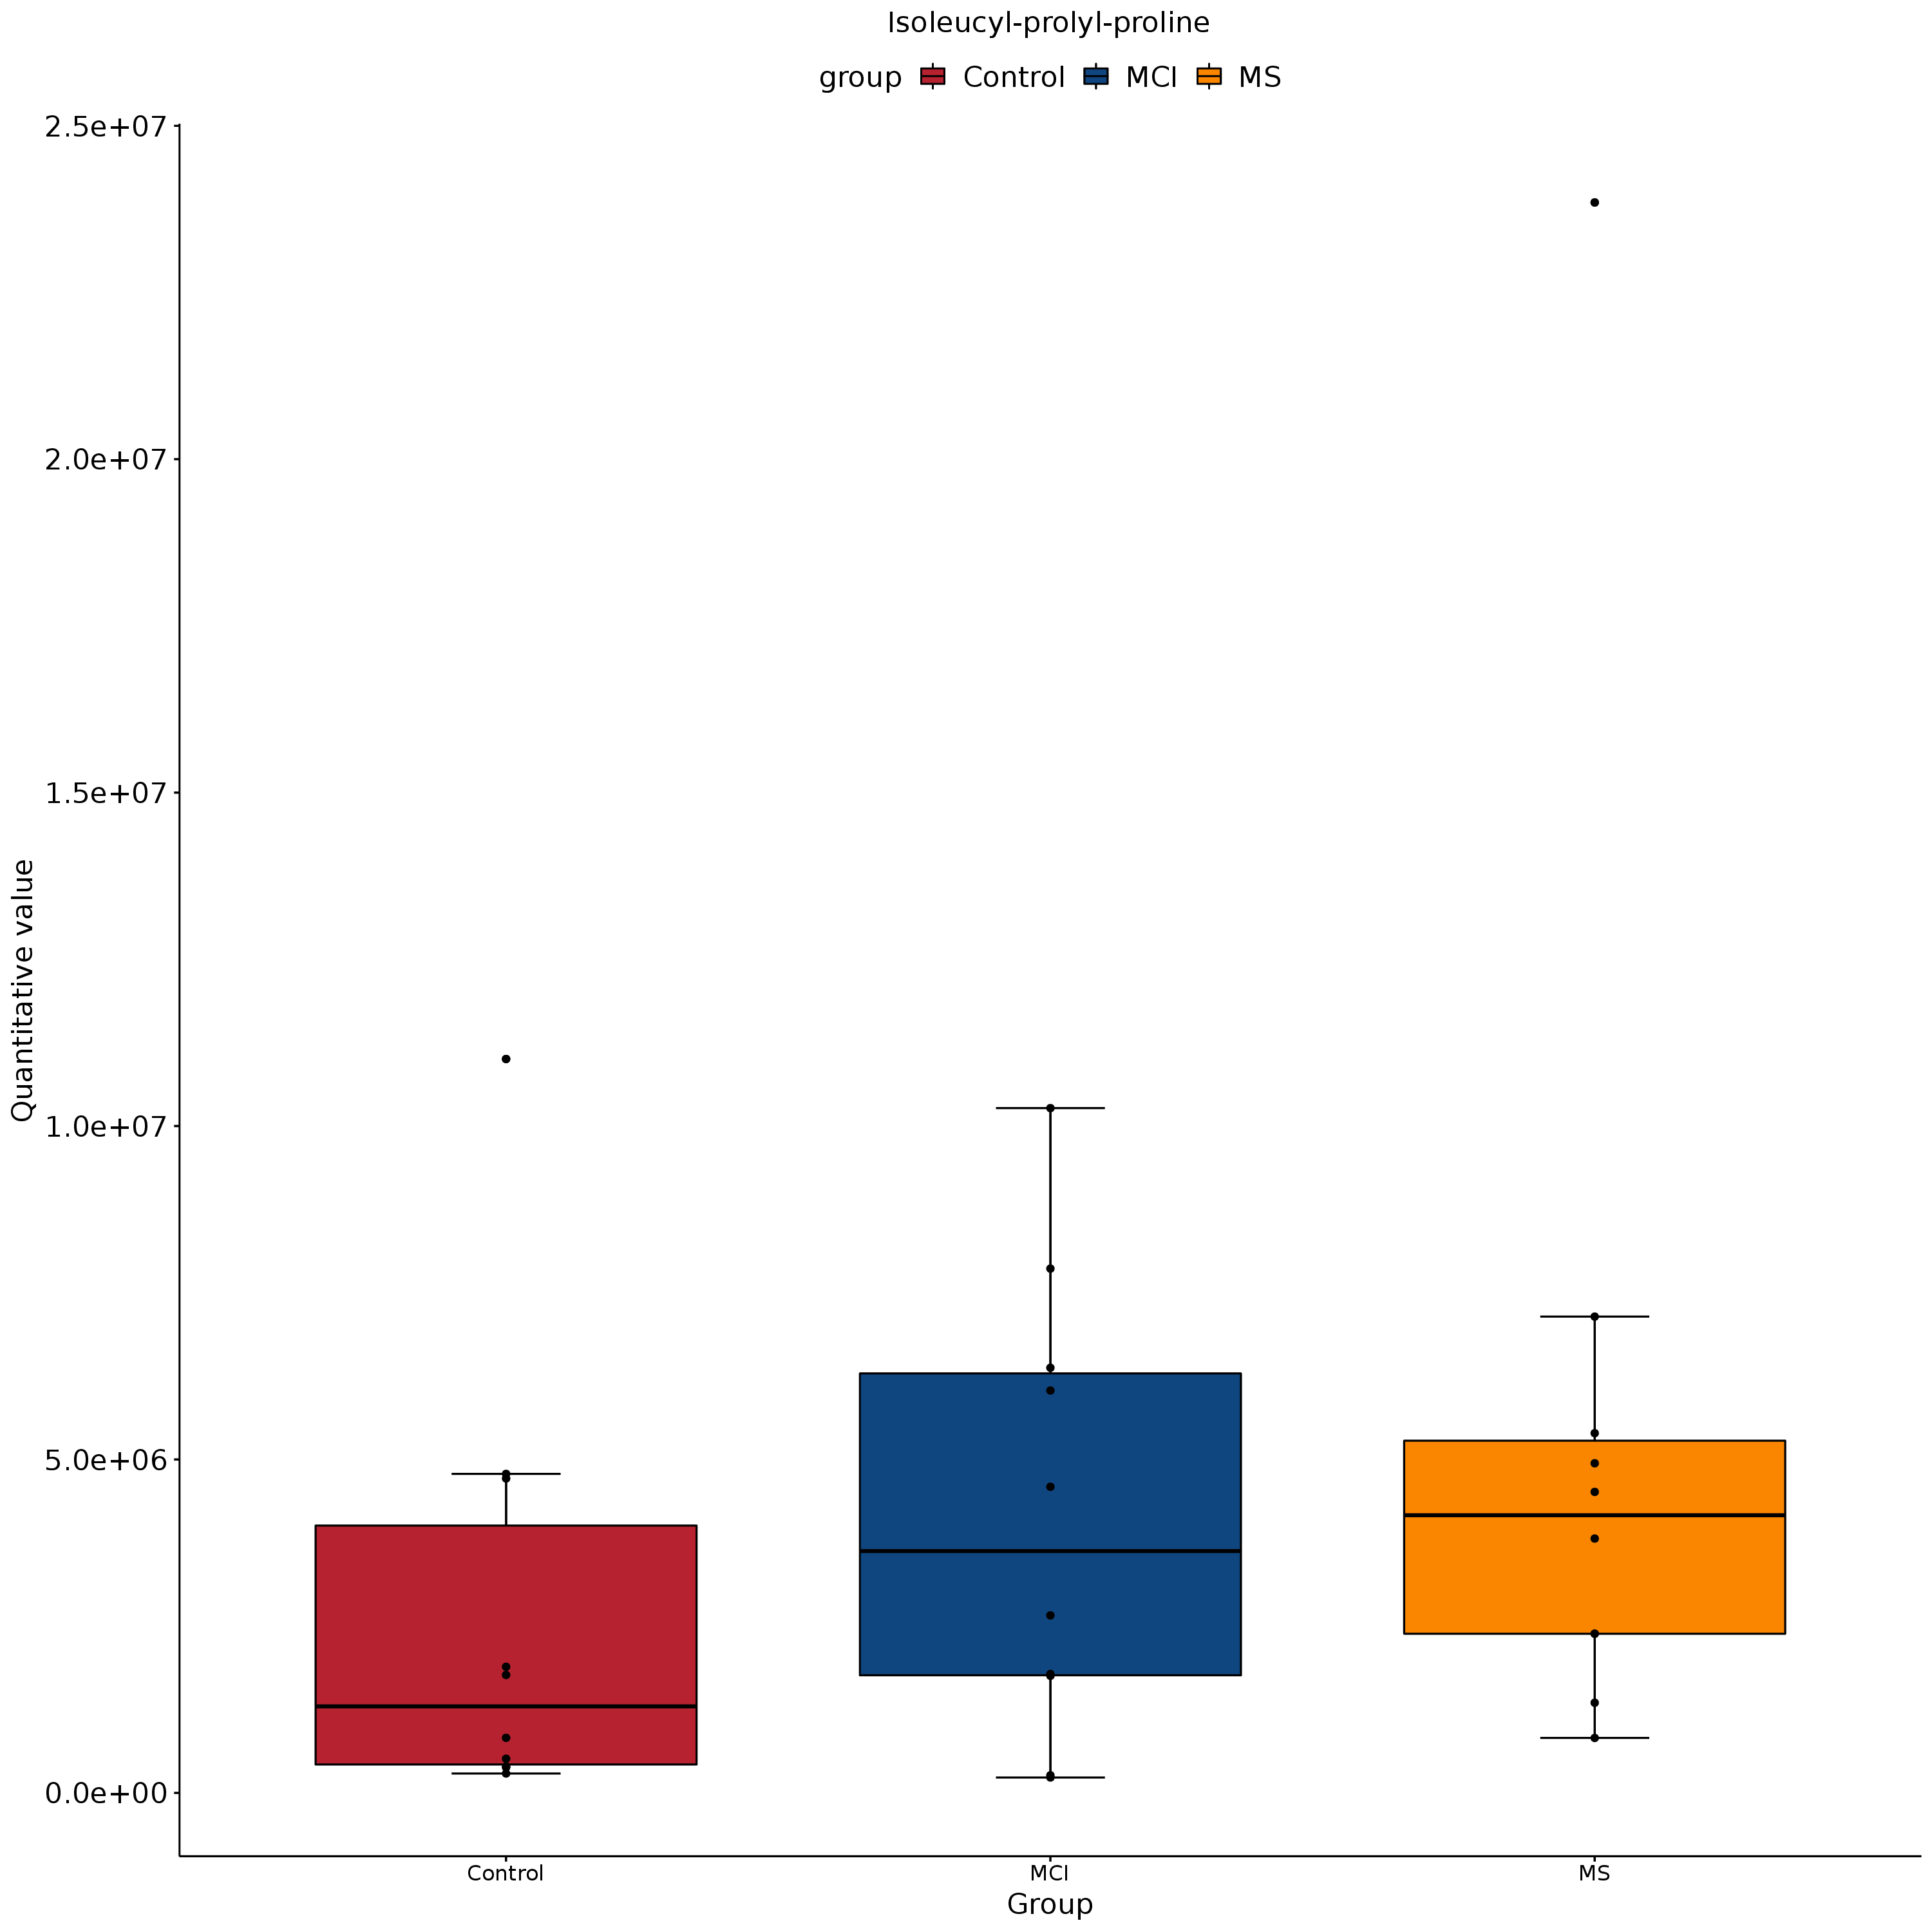 Isoleucyl-prolyl-proline
group Control MCI MS
2.5e+07
2.0e+07
1.5e+07
1.0e+07
5.0e+06
0.0e+00
Quantitative value
Control MCI MS
Group